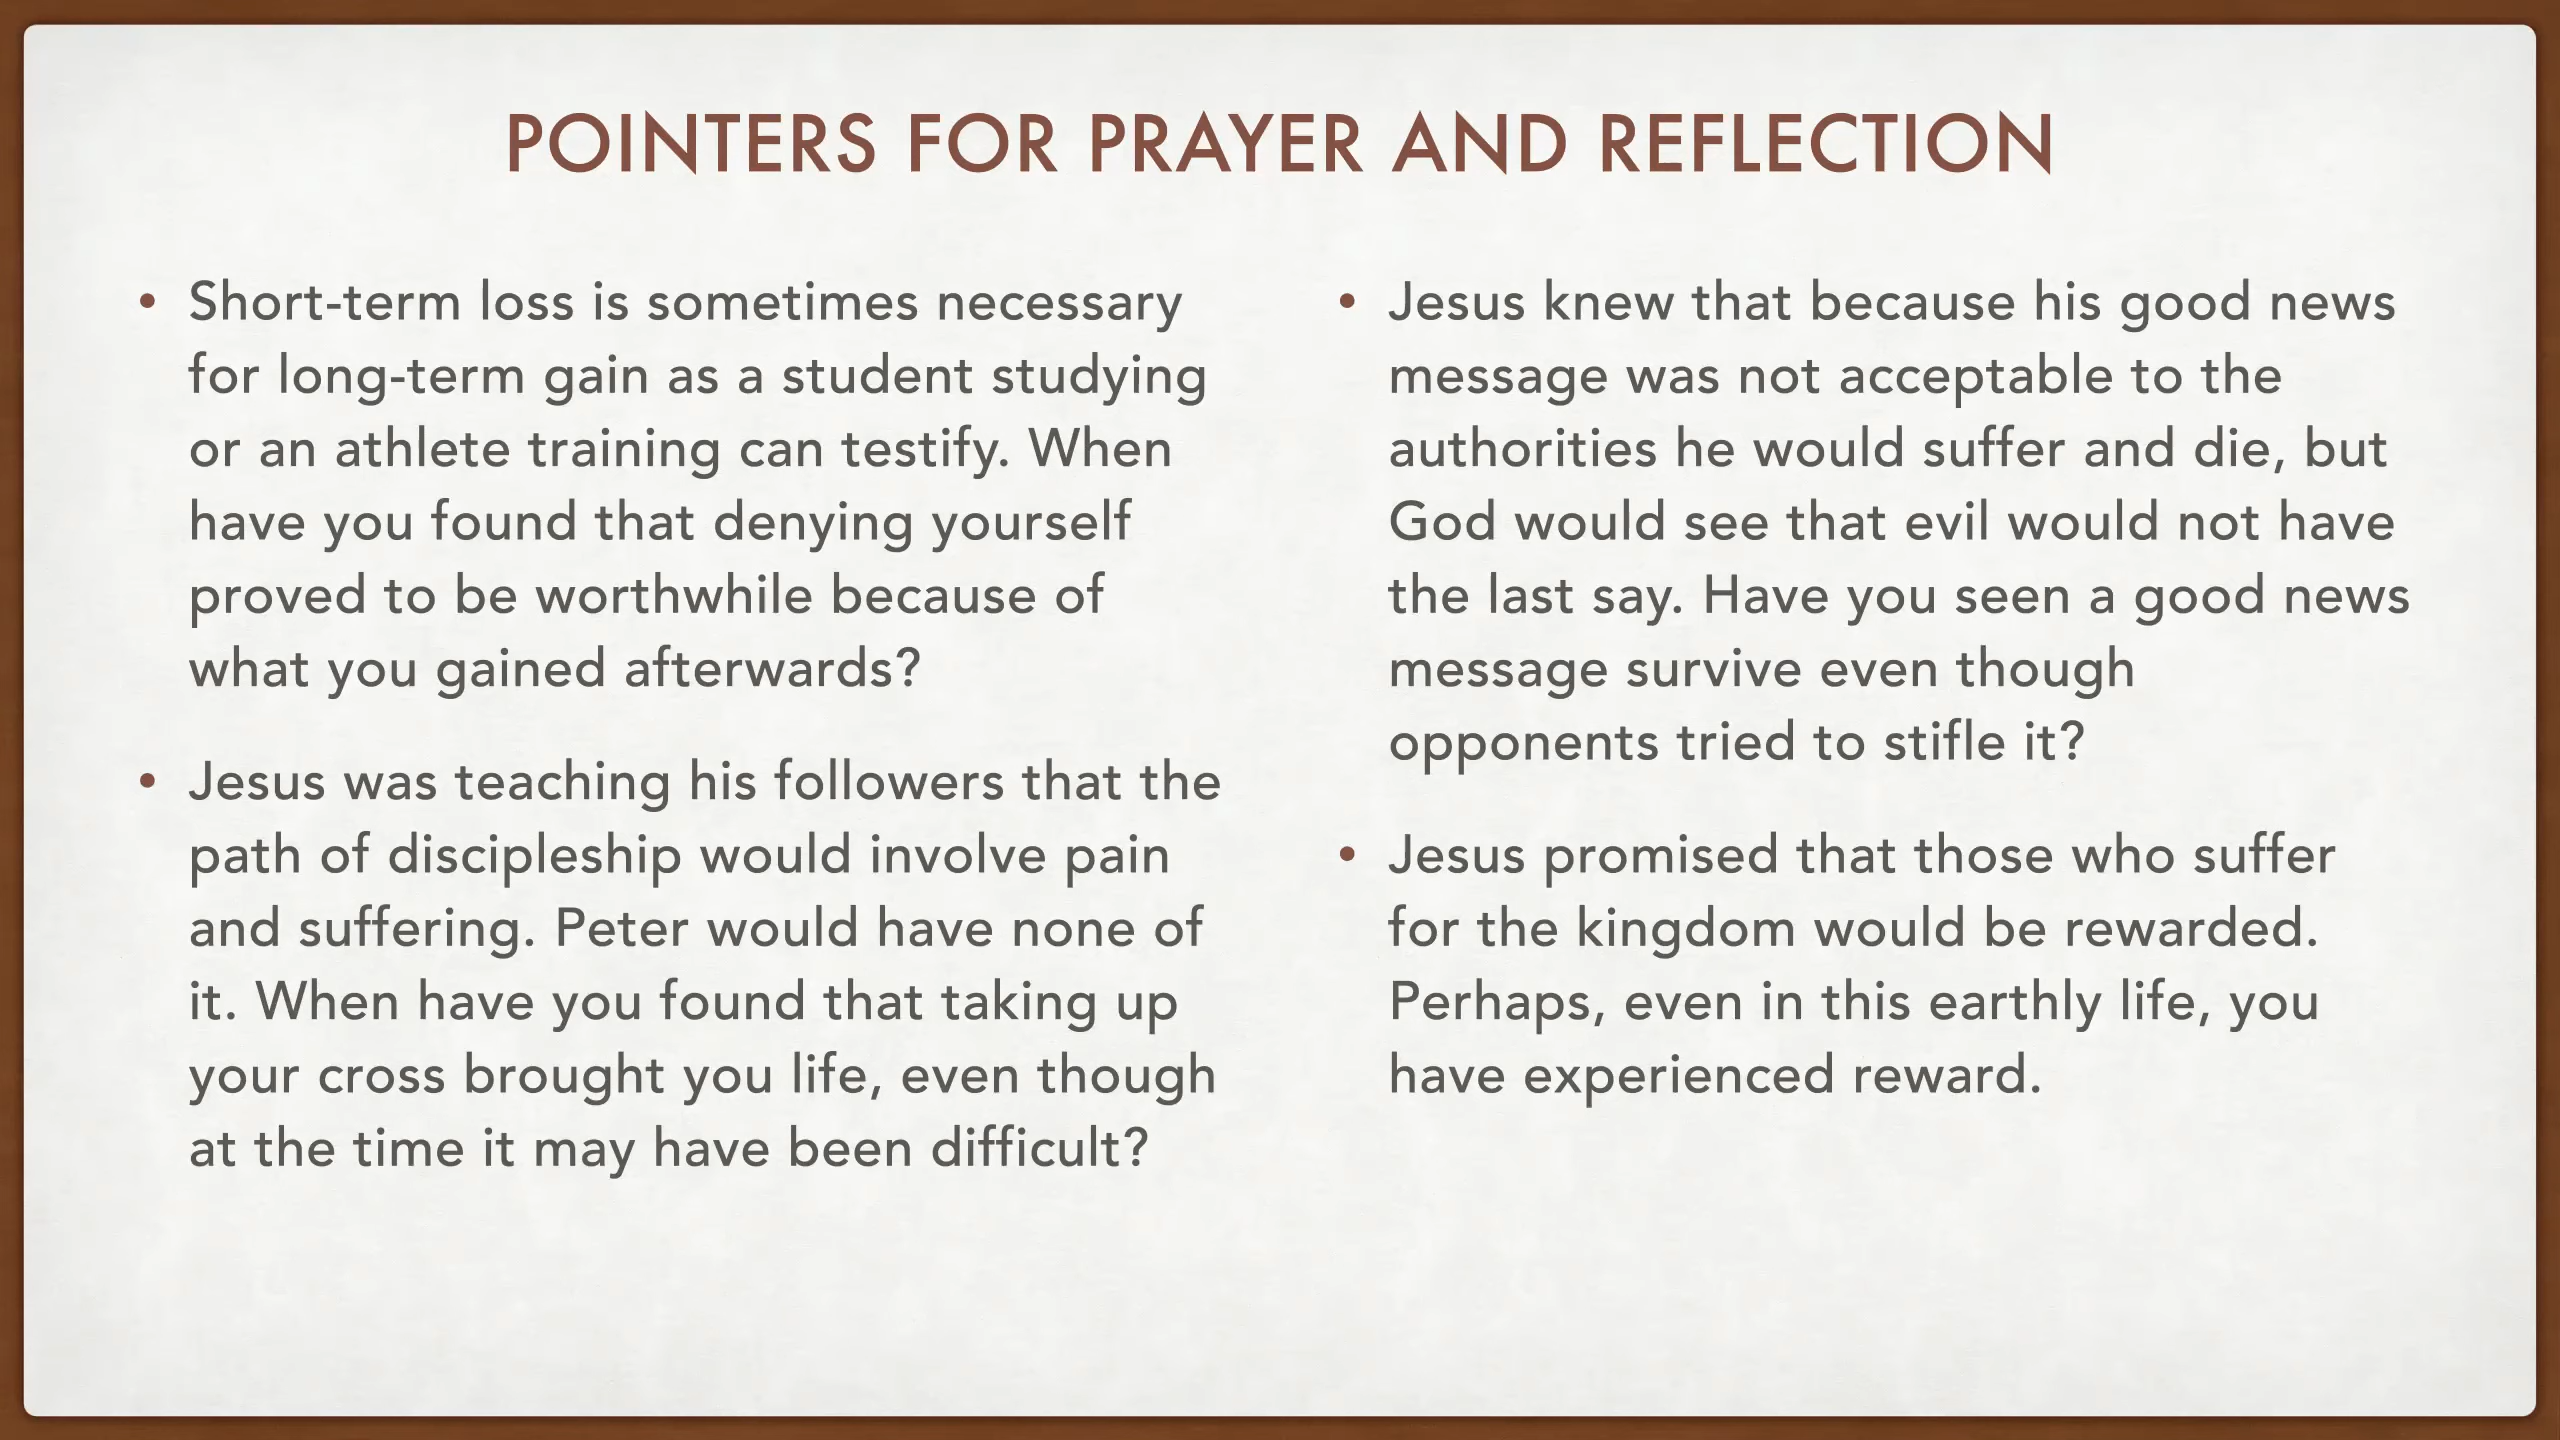 POINTERS FOR PRAYER AND REFLECTION
• Short-term loss is sometimes necessary
for long-term gain as a student studying
or an athlete training can testify. When
have you found that denying yourself
proved to be worthwhile because of
what you gained afterwards?
• Jesus was teaching his followers that the
path of discipleship would involve pain
and suffering. Peter would have none of
it. When have you found that taking up
your cross brought you life, even though
at the time it may have been difficult?
• Jesus knew that because his good news
message was not acceptable to the
authorities he would suffer and die, but
God would see that evil would not have
the last say. Have you seen a good news
message survive even though
opponents tried to stifle it?
• Jesus promised that those who suffer
for the kingdom would be rewarded.
Perhaps, even in this earthly life, you
have experienced reward.